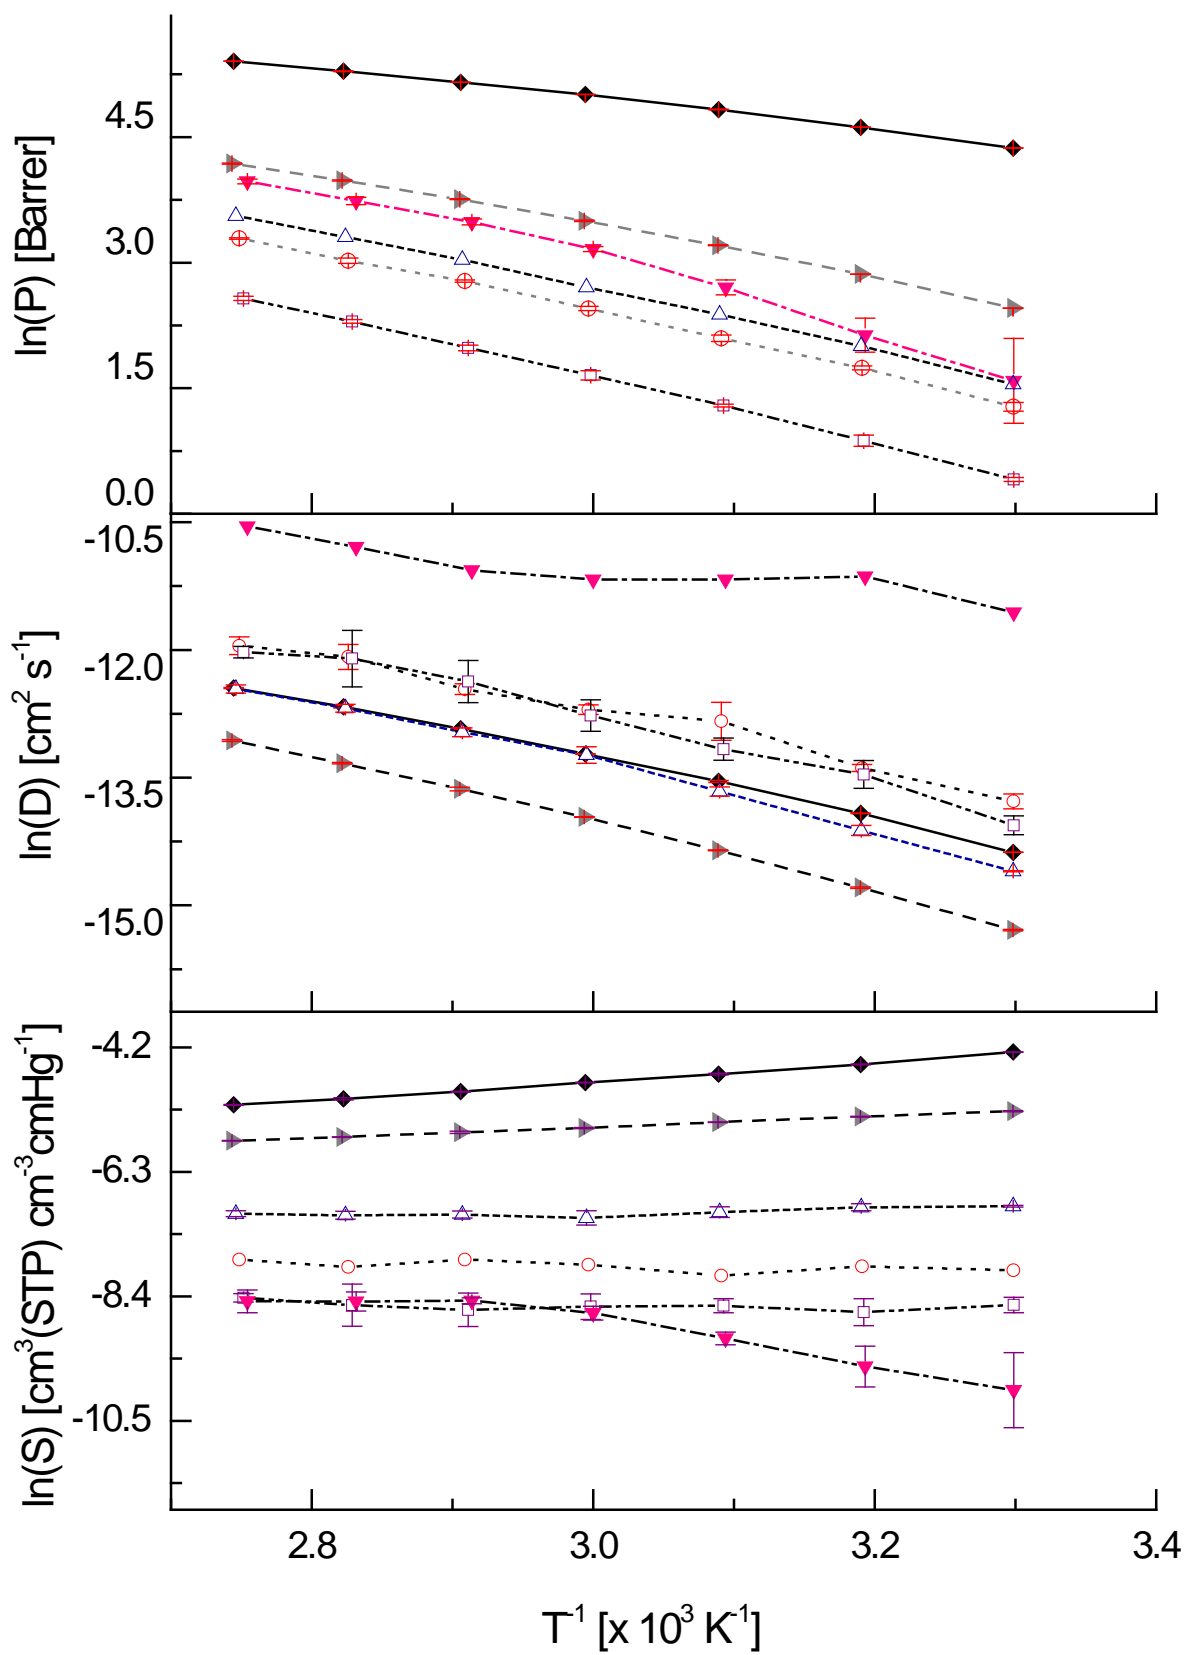 ln(P) [Barrer]
4.5
3.0
1.5
0.0
ln(D) [cm² s⁻¹]
-10.5
-12.0
-13.5
-15.0
ln(S) [cm³(STP) cm⁻³cmHg⁻¹]
-4.2
-6.3
-8.4
-10.5
2.8 3.0 3.2 3.4
T⁻¹ [x 10³ K⁻¹]